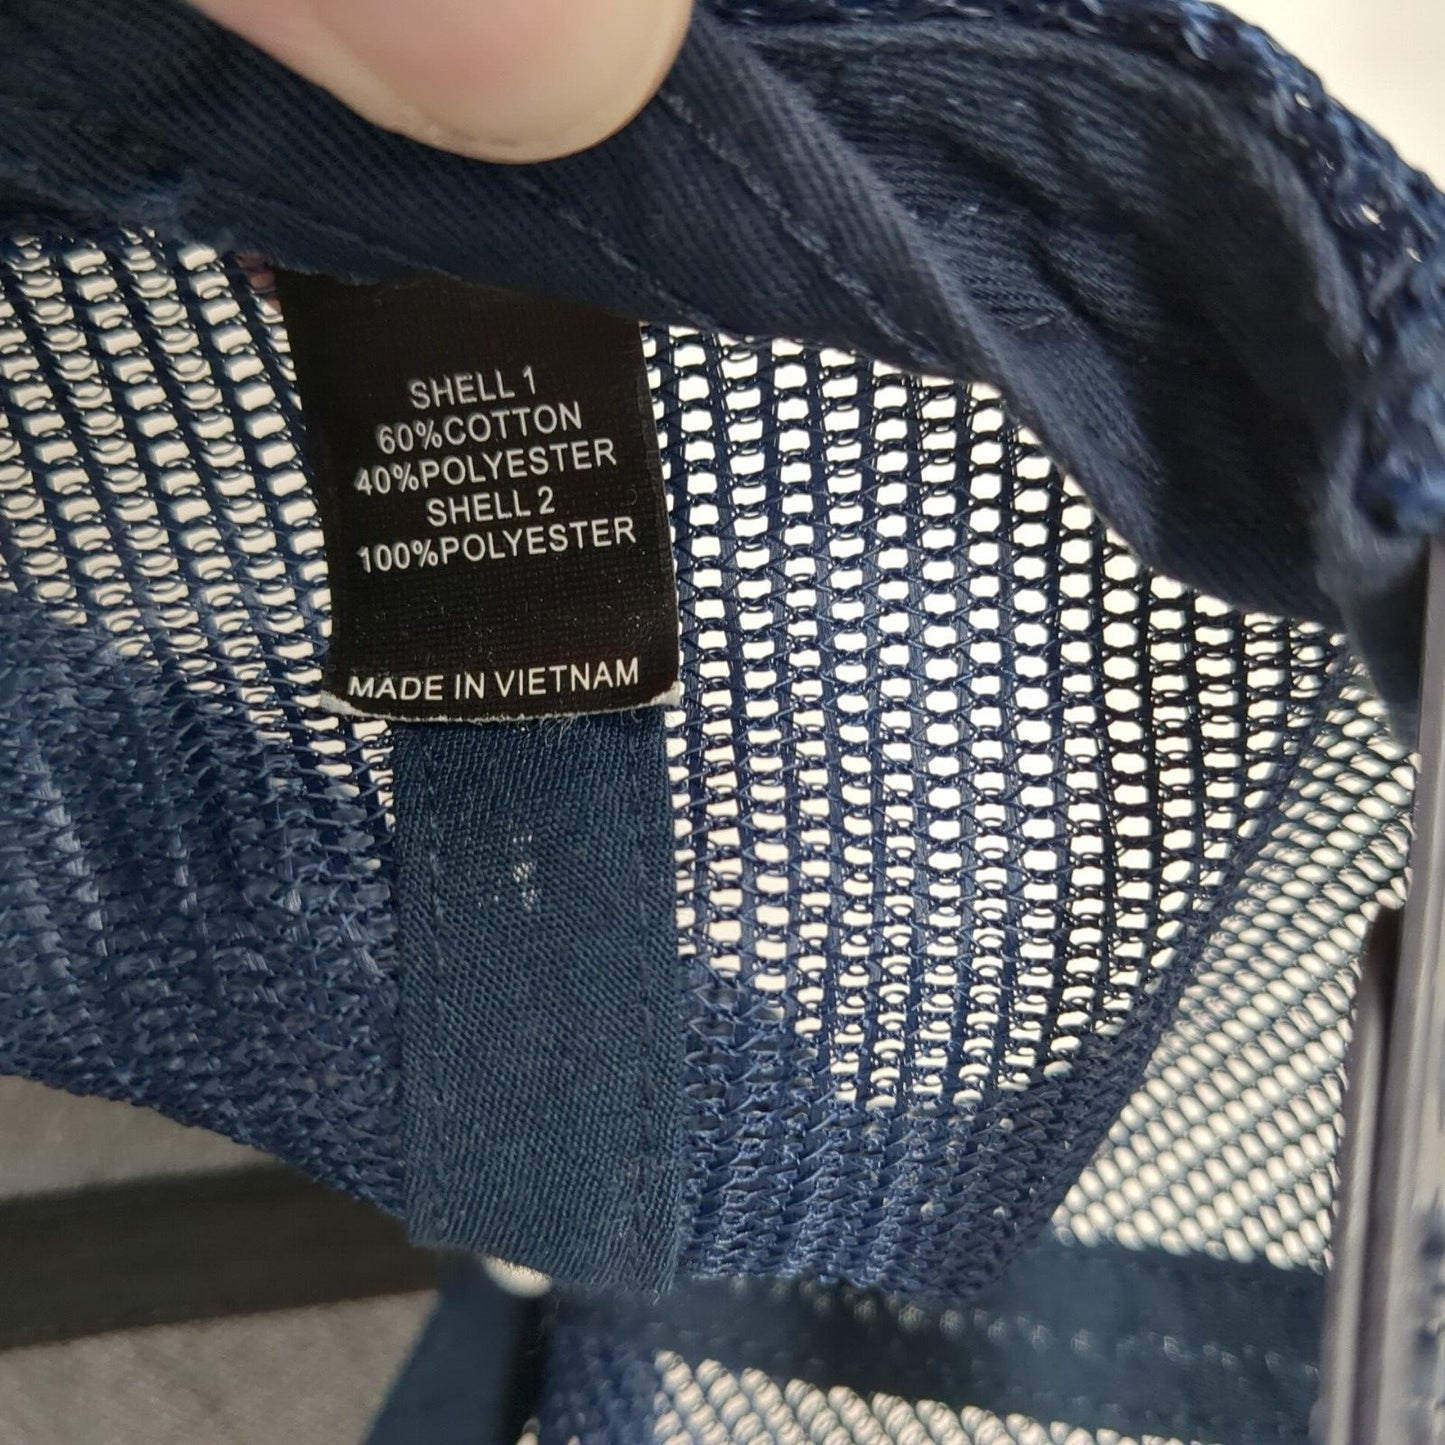 SHELL 1
60%COTTON
40%POLYESTER
SHELL 2
100%POLYESTER
MADE IN VIETNAM